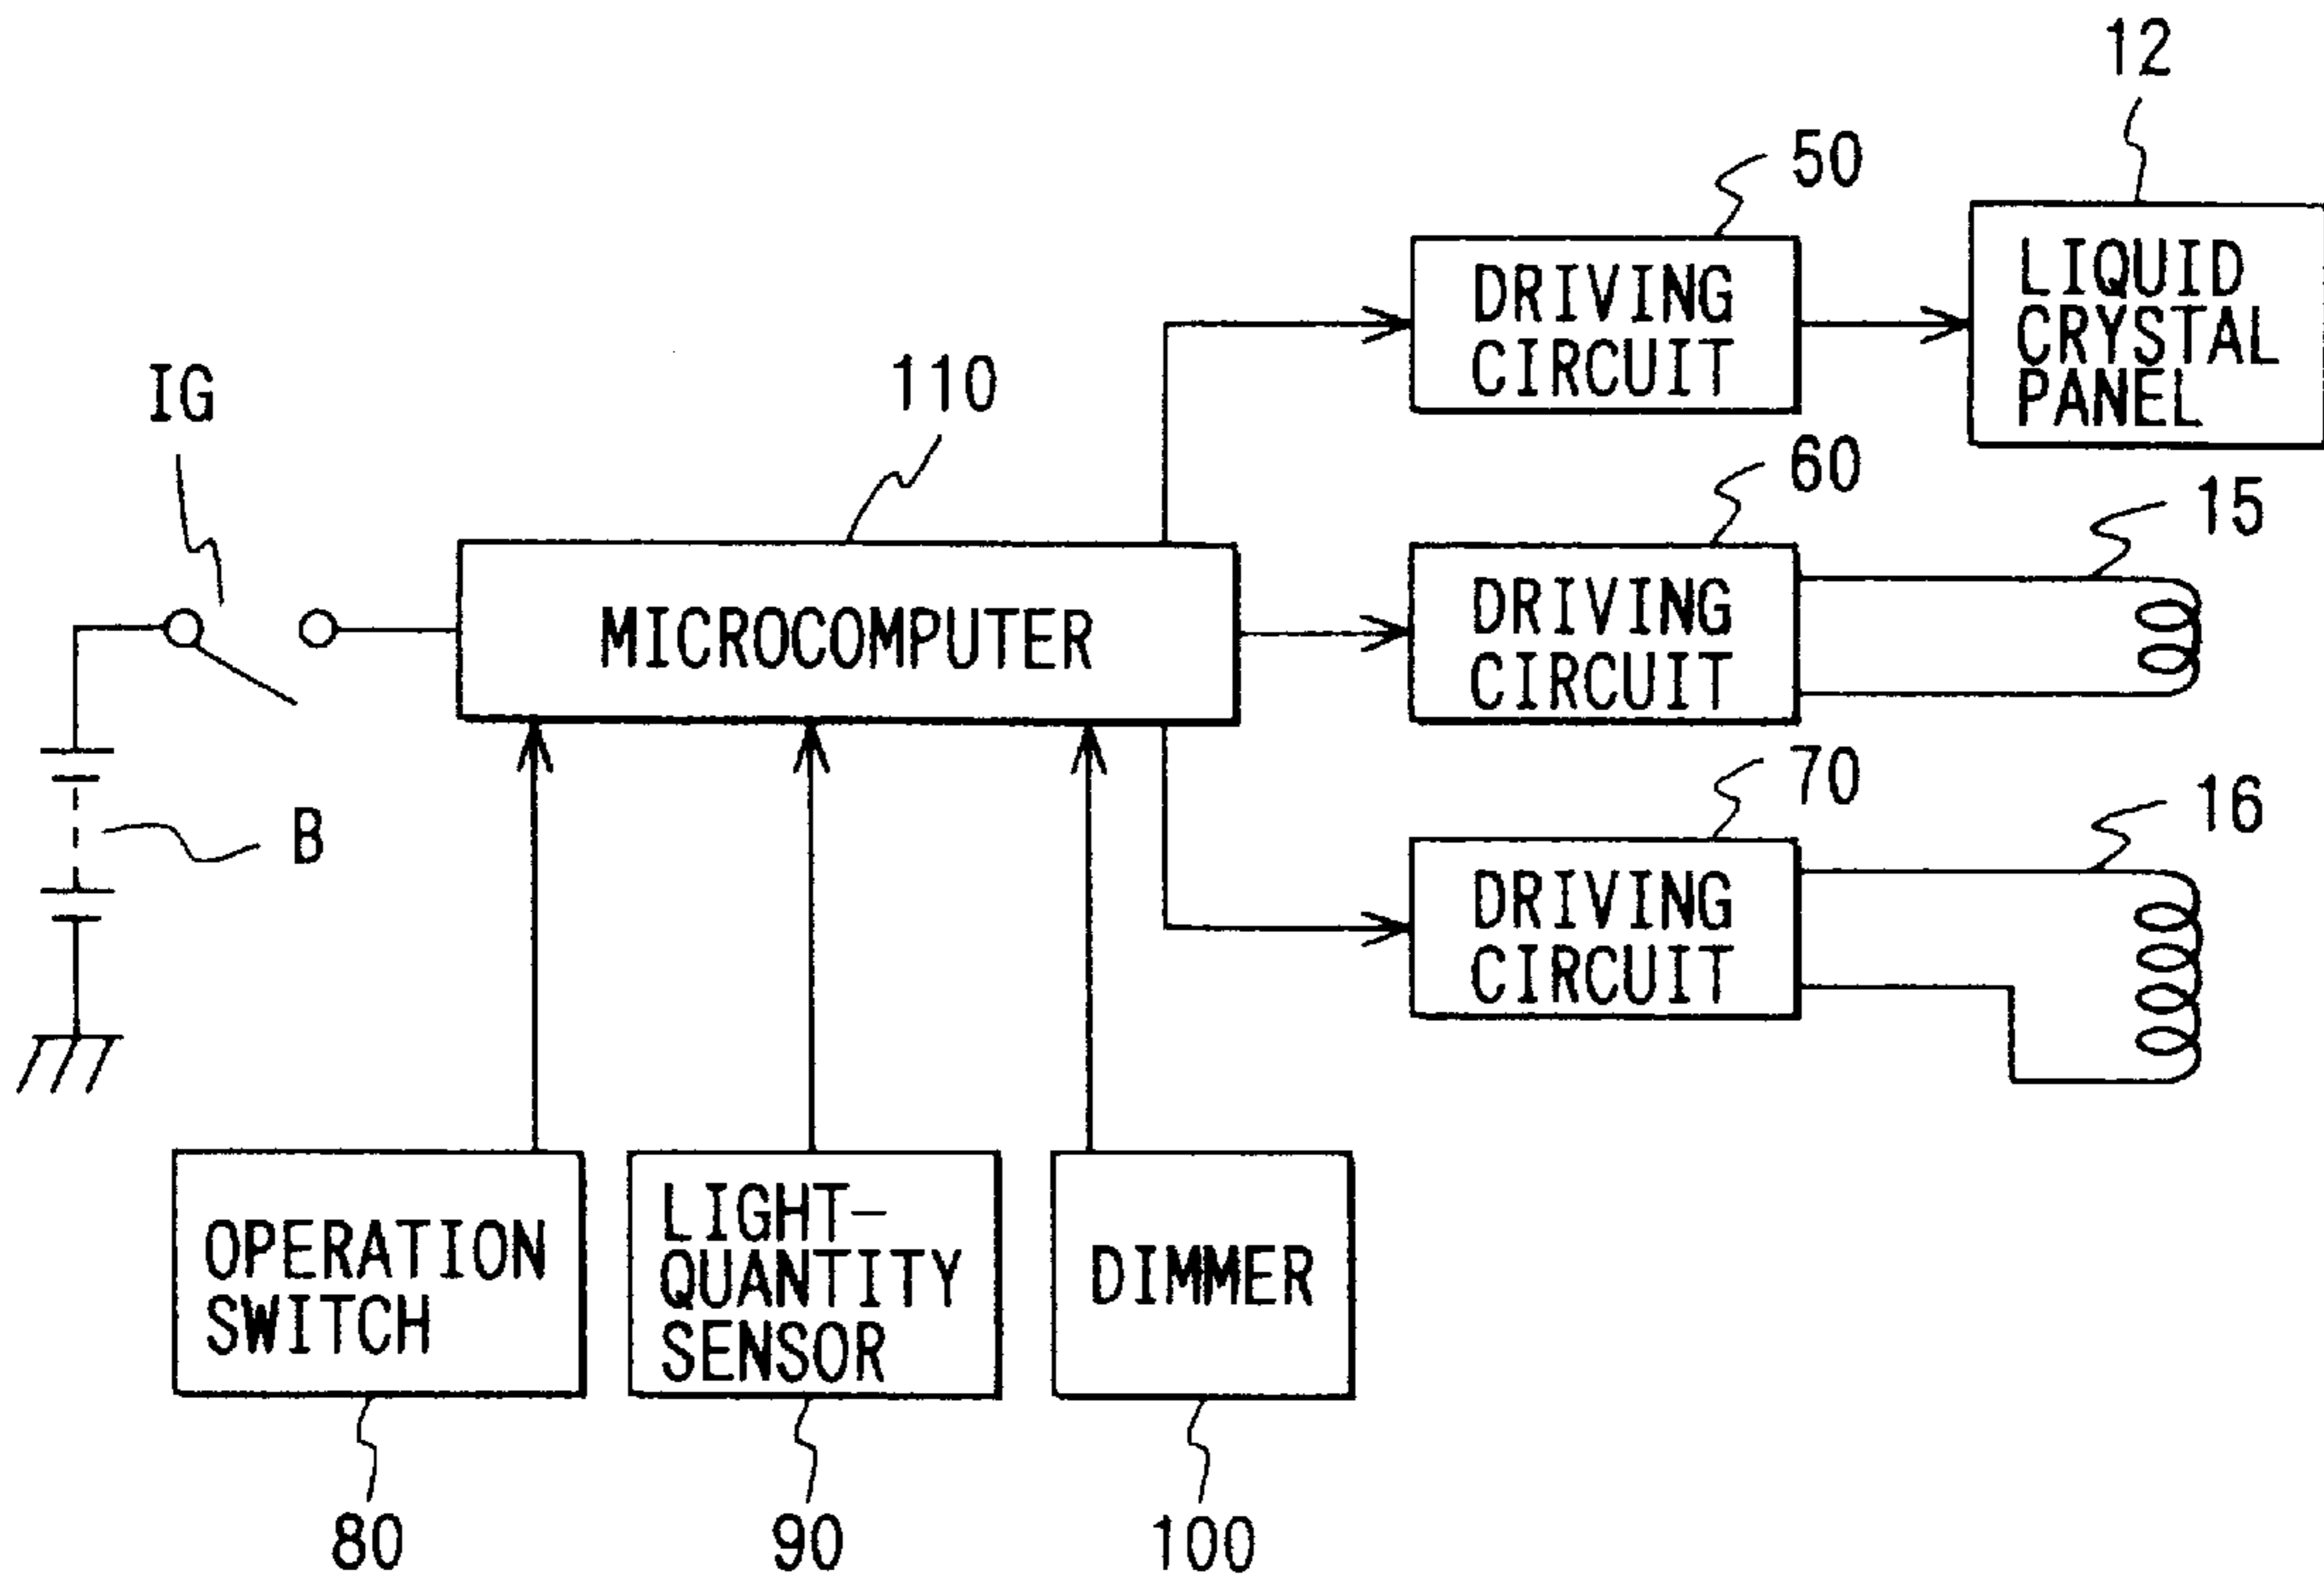 12
50
DRIVING
CIRCUIT
LIQUID
CRYSTAL
PANEL
IG
110
60
15
MICROCOMPUTER
DRIVING
CIRCUIT
B
70
16
DRIVING
CIRCUIT
OPERATION
SWITCH
LIGHT-
QUANTITY
SENSOR
DIMMER
80
90
100